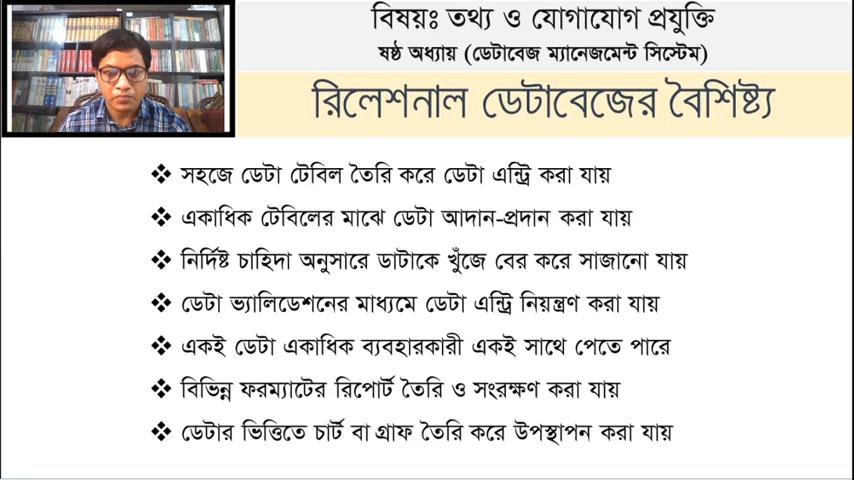 বিষয়ঃ তথ্য ও যোগাযোগ প্রযুক্তি
ষষ্ঠ অধ্যায় (ডেটাবেজ ম্যানেজমেন্ট সিস্টেম)
রিলেশনাল ডেটাবেজের বৈশিষ্ট্য
❖ সহজে ডেটা টেবিল তৈরি করে ডেটা এন্ট্রি করা যায়
❖ একাধিক টেবিলের মাঝে ডেটা আদান-প্রদান করা যায়
❖ নির্দিষ্ট চাহিদা অনুসারে ডাটাকে খুঁজে বের করে সাজানো যায়
❖ ডেটা ভ্যালিডেশনের মাধ্যমে ডেটা এন্ট্রি নিয়ন্ত্রণ করা যায়
❖ একই ডেটা একাধিক ব্যবহারকারী একই সাথে পেতে পারে
❖ বিভিন্ন ফরম্যাটের রিপোর্ট তৈরি ও সংরক্ষণ করা যায়
❖ ডেটার ভিত্তিতে চার্ট বা গ্রাফ তৈরি করে উপস্থাপন করা যায়